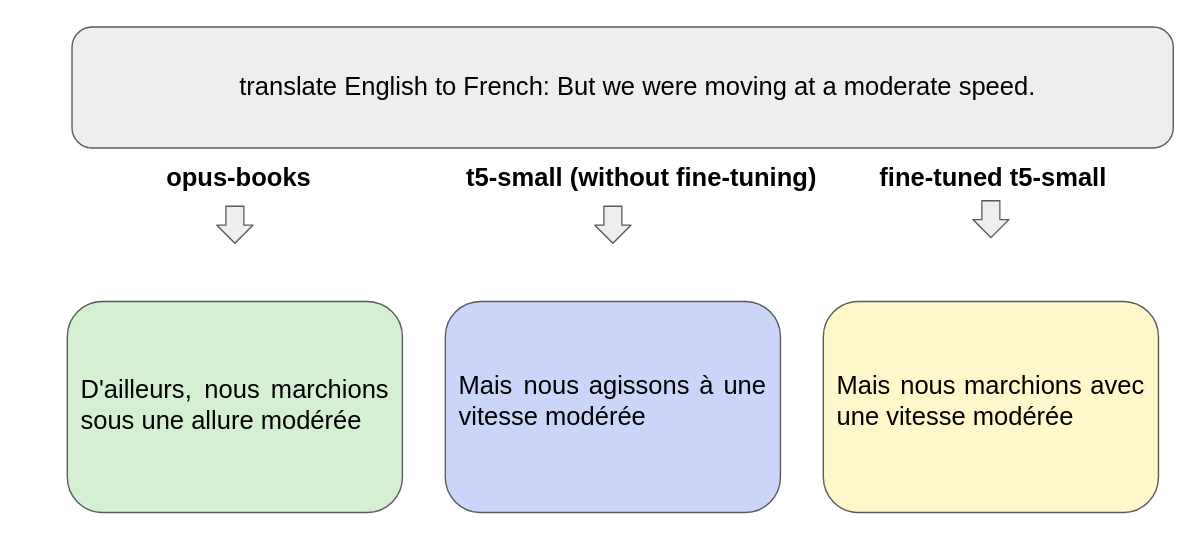 translate English to French: But we were moving at a moderate speed.
opus-books
t5-small (without fine-tuning)
fine-tuned t5-small
D'ailleurs, nous marchions
sous une allure modérée
Mais nous agissons à une
vitesse modérée
Mais nous marchions avec
une vitesse modérée